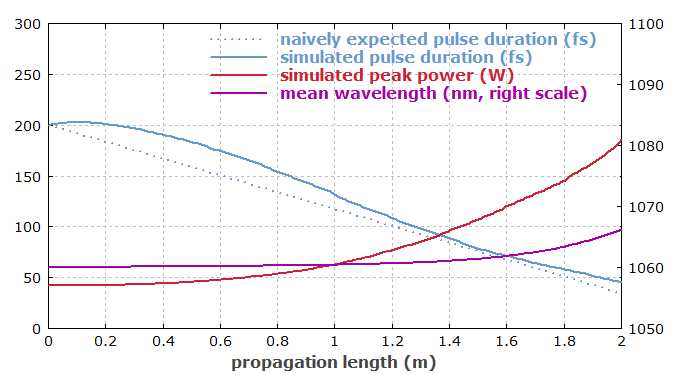 300
250
200
150
100
50
0
1100
1090
1080
1070
1060
1050
naively expected pulse duration (fs)
simulated pulse duration (fs)
simulated peak power (W)
mean wavelength (nm, right scale)
0 0.2 0.4 0.6 0.8 1 1.2 1.4 1.6 1.8 2
propagation length (m)